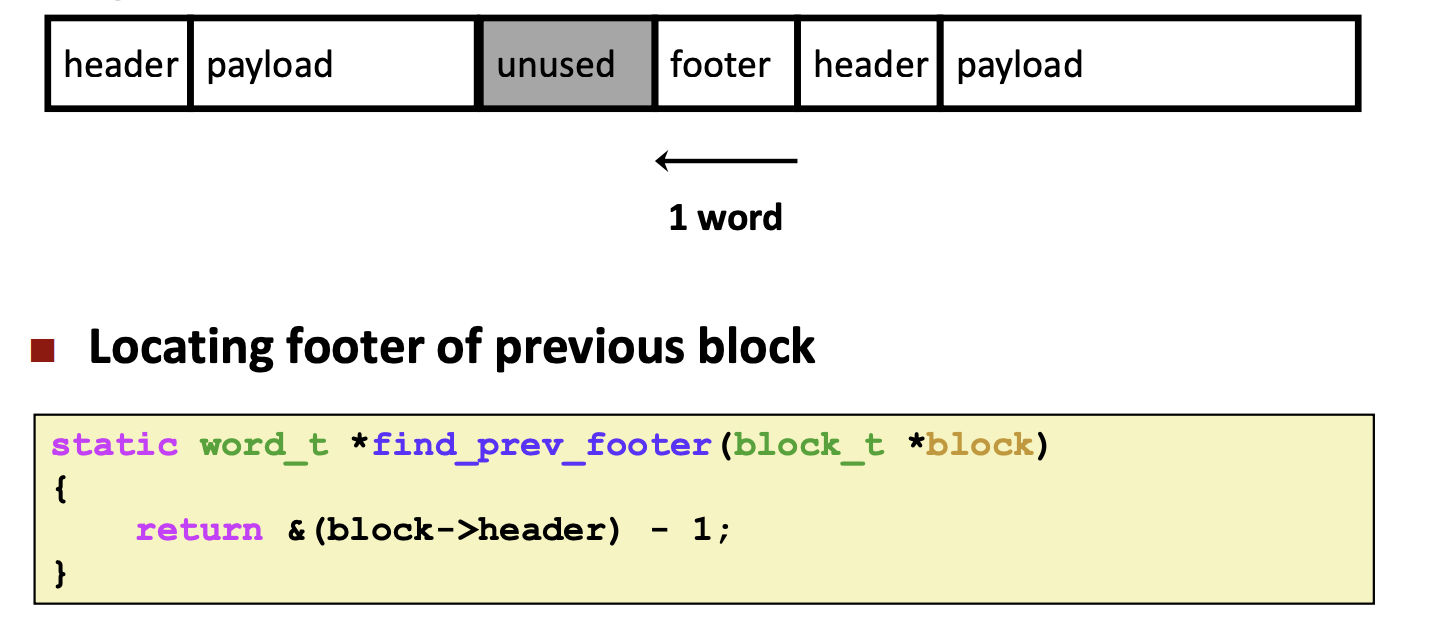 header payload unused footer header payload
1 word
Locating footer of previous block
static word_t *find_prev_footer(block_t *block)
{
    return &(block->header) - 1;
}